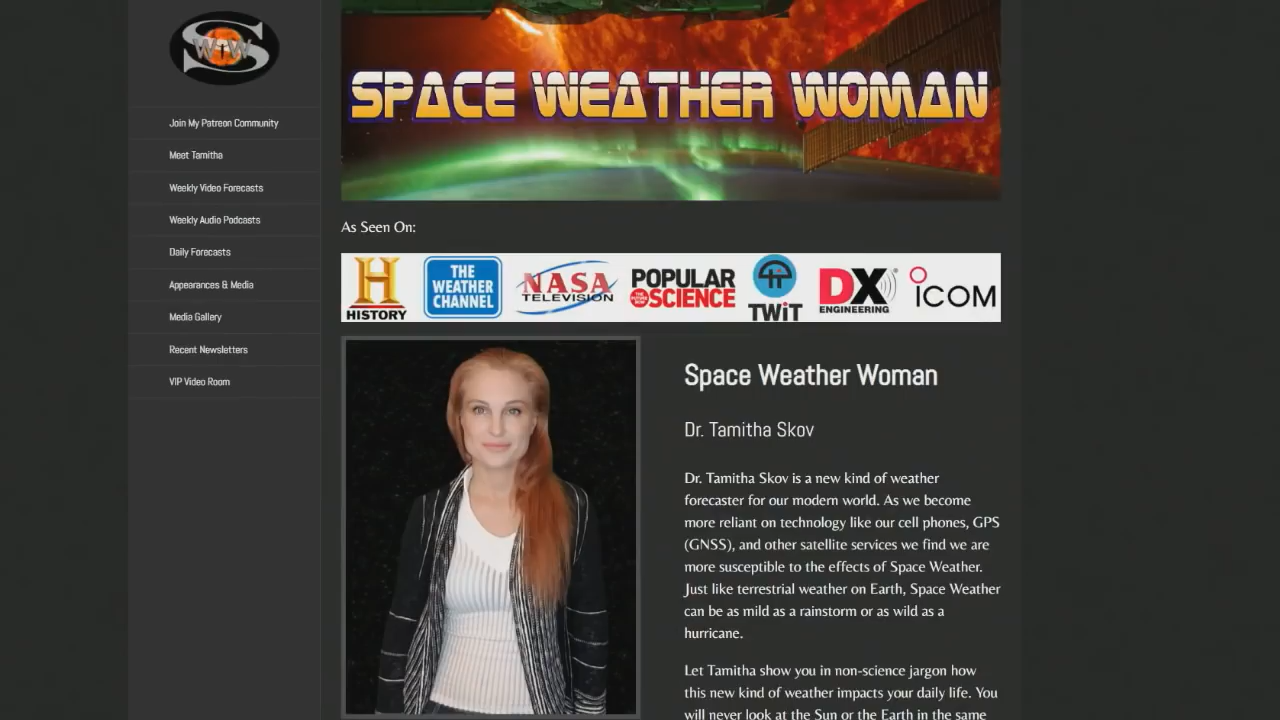 SWW
Join My Patreon Community
Meet Tamitha
Weekly Video Forecasts
Weekly Audio Podcasts
Daily Forecasts
Appearances & Media
Media Gallery
Recent Newsletters
VIP Video Room
SPACE WEATHER WOMAN
As Seen On:
H
HISTORY
THE
WEATHER
CHANNEL
NASA
TELEVISION
POPULAR
SCIENCE
TWiT
DX
ENGINEERING
ICOM
Space Weather Woman
Dr. Tamitha Skov
Dr. Tamitha Skov is a new kind of weather
forecaster for our modern world. As we become
more reliant on technology like our cell phones, GPS
(GNSS), and other satellite services we find we are
more susceptible to the effects of Space Weather.
Just like terrestrial weather on Earth, Space Weather
can be as mild as a rainstorm or as wild as a
hurricane.
Let Tamitha show you in non-science jargon how
this new kind of weather impacts your daily life. You
will never look at the Sun or the Earth in the same